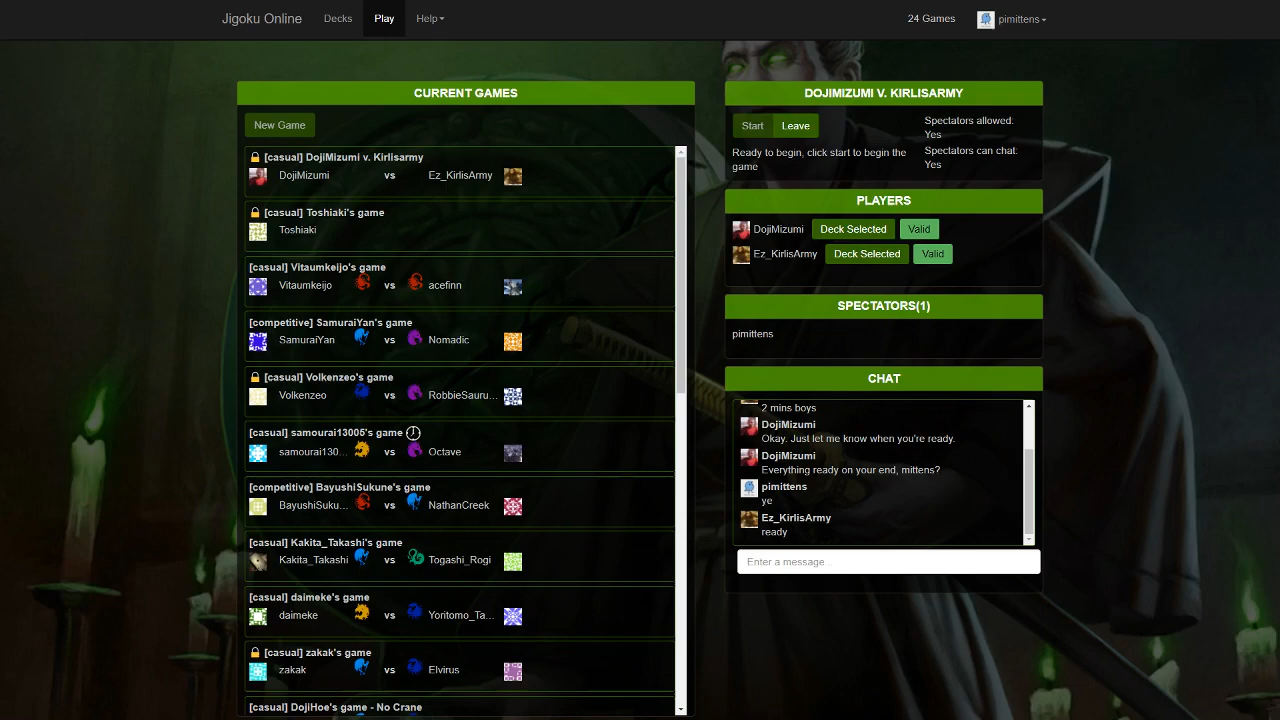 Jigoku Online Decks Play Help 24 Games pimittens
CURRENT GAMES
New Game
[casual] DojiMizumi v. Kirlisarmy
DojiMizumi vs Ez_KirlisArmy
[casual] Toshiaki's game
Toshiaki
[casual] Vitaumkeijo's game
Vitaumkeijo vs acefinn
[competitive] SamuraiYan's game
SamuraiYan vs Nomadic
[casual] Volkenzeo's game
Volkenzeo vs RobbieSauru...
[casual] samourai13005's game
samourai130... vs Octave
[competitive] BayushiSukune's game
BayushiSuku... vs NathanCreek
[casual] Kakita_Takashi's game
Kakita_Takashi vs Togashi_Rogi
[casual] daimeke's game
daimeke vs Yoritomo_Ta...
[casual] zakak's game
zakak vs Elvirus
[casual] DojiHoe's game - No Crane
DOJIMIZUMI V. KIRLISARMY
Start Leave
Ready to begin, click start to begin the
game
Spectators allowed:
Yes
Spectators can chat:
Yes
PLAYERS
DojiMizumi Deck Selected Valid
Ez_KirlisArmy Deck Selected Valid
SPECTATORS(1)
pimittens
CHAT
2 mins boys
DojiMizumi
Okay. Just let me know when you're ready.
DojiMizumi
Everything ready on your end, mittens?
pimittens
ye
Ez_KirlisArmy
ready
Enter a message...